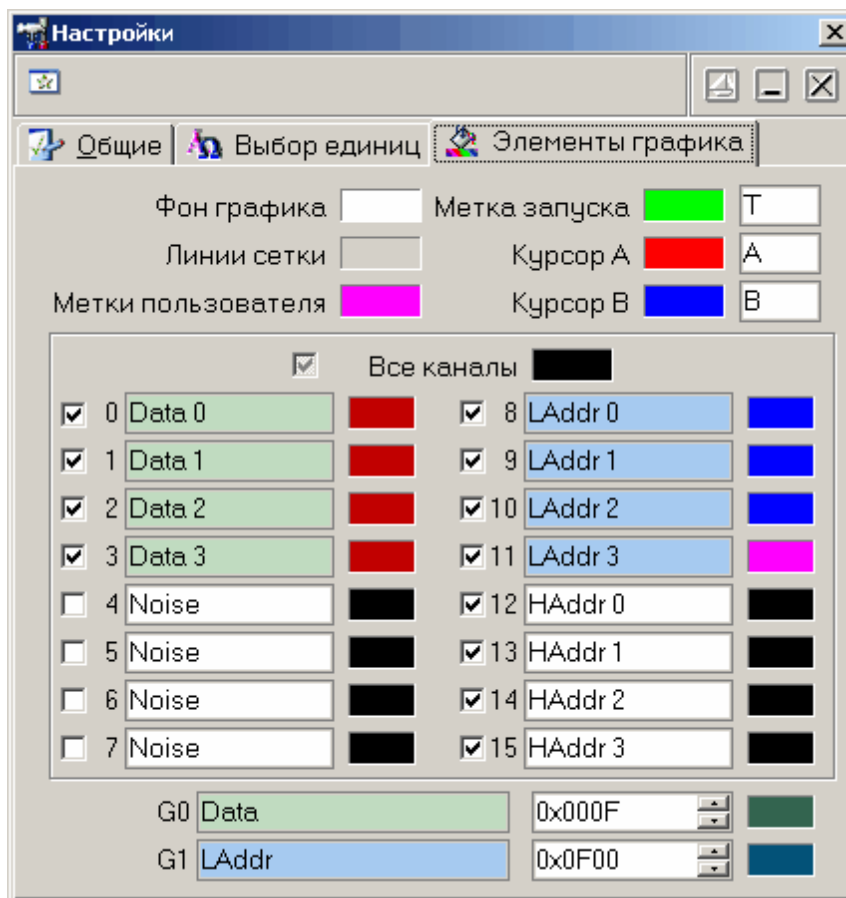 Настройки
Общие Выбор единиц Элементы графика
Фон графика Метка запуска T
Линии сетки Курсор A A
Метки пользователя Курсор B B
Все каналы
0 Data 0 8 LAddr 0
1 Data 1 9 LAddr 1
2 Data 2 10 LAddr 2
3 Data 3 11 LAddr 3
4 Noise 12 HAddr 0
5 Noise 13 HAddr 1
6 Noise 14 HAddr 2
7 Noise 15 HAddr 3
G0 Data 0x000F
G1 LAddr 0x0F00